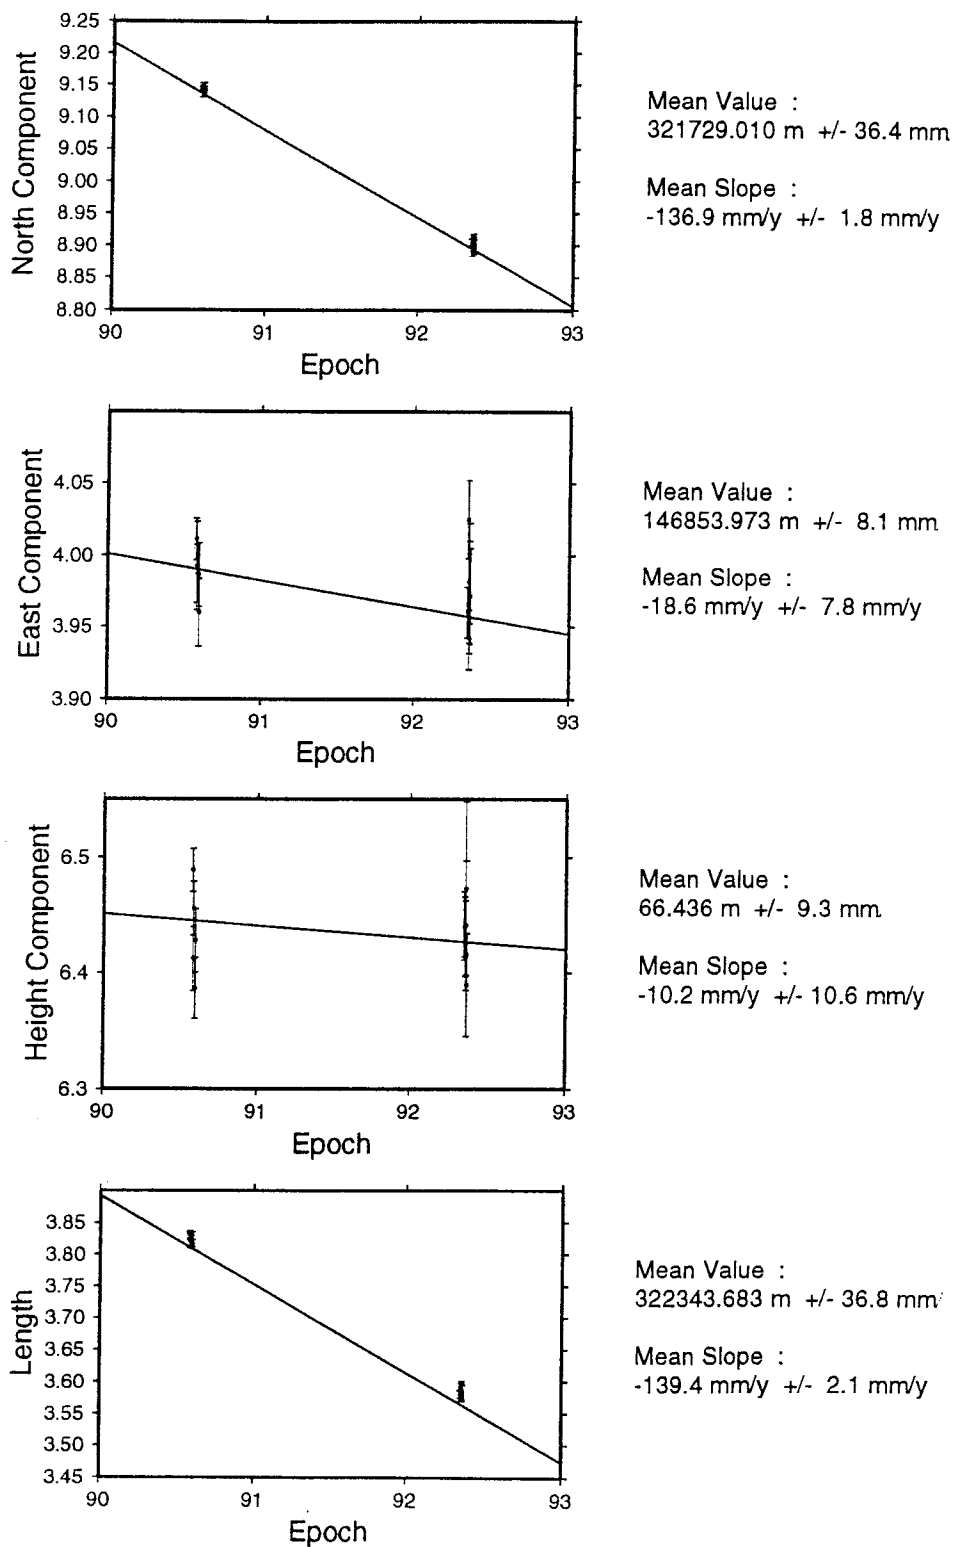 9.25
9.20
9.15
9.10
9.05
9.00
8.95
8.90
8.85
8.80
North Component
90 91 92 93
Epoch
Mean Value :
321729.010 m +/- 36.4 mm
Mean Slope :
-136.9 mm/y +/- 1.8 mm/y
4.05
4.00
3.95
3.90
East Component
90 91 92 93
Epoch
Mean Value :
146853.973 m +/- 8.1 mm
Mean Slope :
-18.6 mm/y +/- 7.8 mm/y
6.5
6.4
6.3
Height Component
90 91 92 93
Epoch
Mean Value :
66.436 m +/- 9.3 mm
Mean Slope :
-10.2 mm/y +/- 10.6 mm/y
3.85
3.80
3.75
3.70
3.65
3.60
3.55
3.50
3.45
Length
90 91 92 93
Epoch
Mean Value :
322343.683 m +/- 36.8 mm
Mean Slope :
-139.4 mm/y +/- 2.1 mm/y